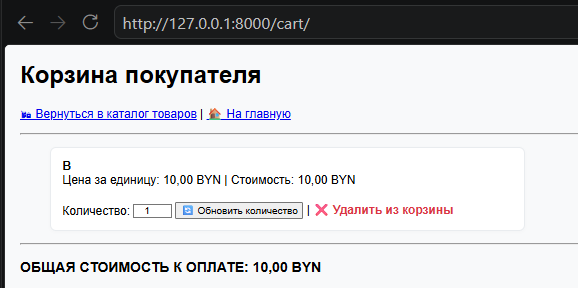 http://127.0.0.1:8000/cart/
Корзина покупателя
Вернуться в каталог товаров | На главную
В
Цена за единицу: 10,00 BYN | Стоимость: 10,00 BYN
Количество: 1 Обновить количество | Удалить из корзины
ОБЩАЯ СТОИМОСТЬ К ОПЛАТЕ: 10,00 BYN